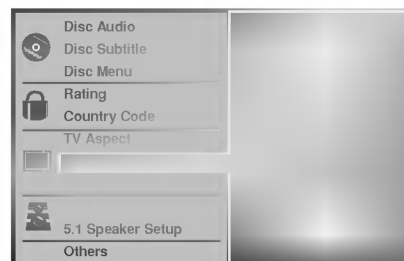 Disc Audio
Disc Subtitle
Disc Menu
Rating
Country Code
TV Aspect
5.1 Speaker Setup
Others